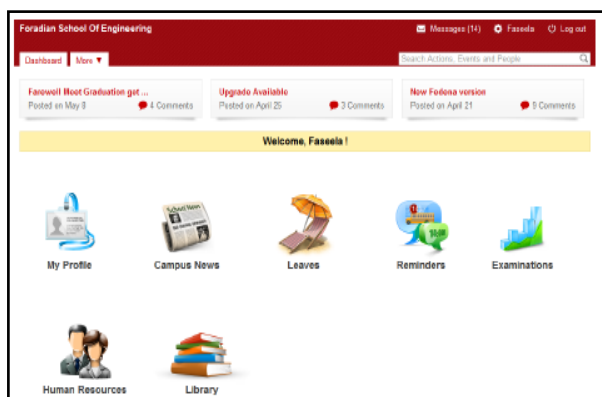 Foradian School Of Engineering
Messages (14) Faseela Log out
Dashboard More ▼
Search Actions, Events and People
Farewell Meet Graduation get ...
Posted on May 8 4 Comments
Upgrade Available
Posted on April 25 3 Comments
New Fedena version
Posted on April 21 9 Comments
Welcome, Faseela !
School News
My Profile
Campus News
Leaves
Reminders
Examinations
Human Resources
Library